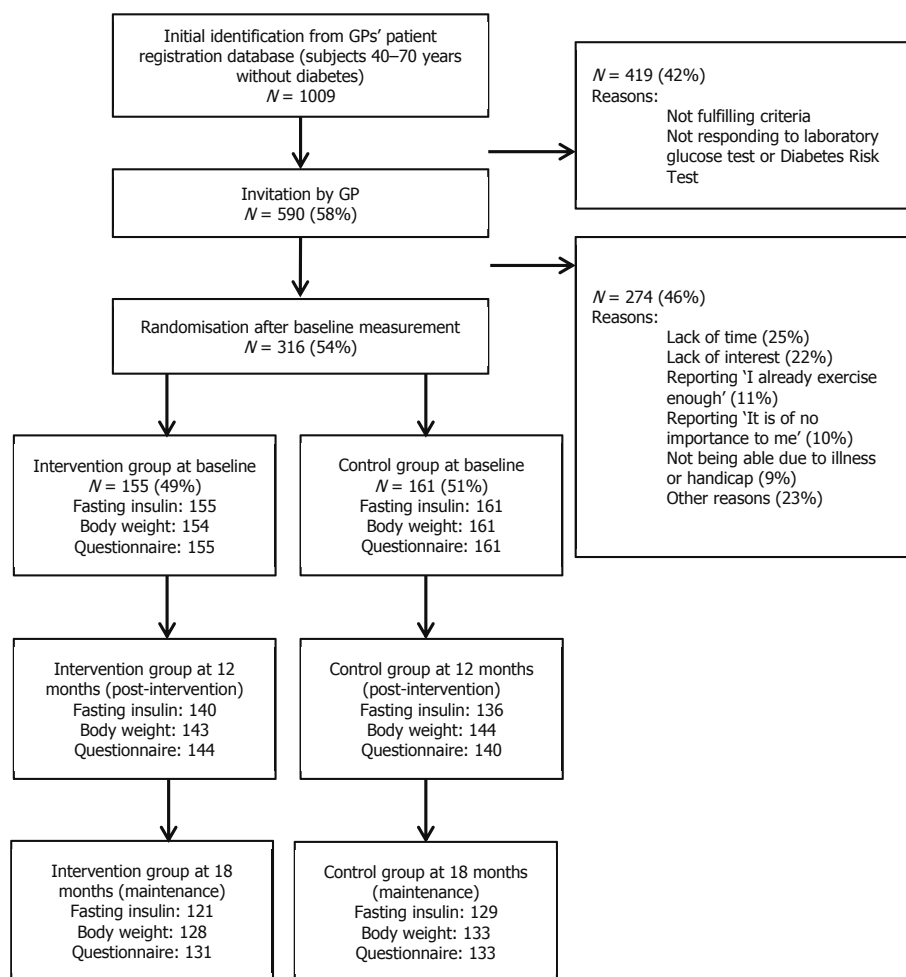 Initial identification from GPs' patient
registration database (subjects 40–70 years
without diabetes)
N = 1009
N = 419 (42%)
Reasons:
Not fulfilling criteria
Not responding to laboratory
glucose test or Diabetes Risk
Test
Invitation by GP
N = 590 (58%)
N = 274 (46%)
Reasons:
Lack of time (25%)
Lack of interest (22%)
Reporting 'I already exercise
enough' (11%)
Reporting 'It is of no
importance to me' (10%)
Not being able due to illness
or handicap (9%)
Other reasons (23%)
Randomisation after baseline measurement
N = 316 (54%)
Intervention group at baseline
N = 155 (49%)
Fasting insulin: 155
Body weight: 154
Questionnaire: 155
Control group at baseline
N = 161 (51%)
Fasting insulin: 161
Body weight: 161
Questionnaire: 161
Intervention group at 12
months (post-intervention)
Fasting insulin: 140
Body weight: 143
Questionnaire: 144
Control group at 12 months
(post-intervention)
Fasting insulin: 136
Body weight: 144
Questionnaire: 140
Intervention group at 18
months (maintenance)
Fasting insulin: 121
Body weight: 128
Questionnaire: 131
Control group at 18 months
(maintenance)
Fasting insulin: 129
Body weight: 133
Questionnaire: 133